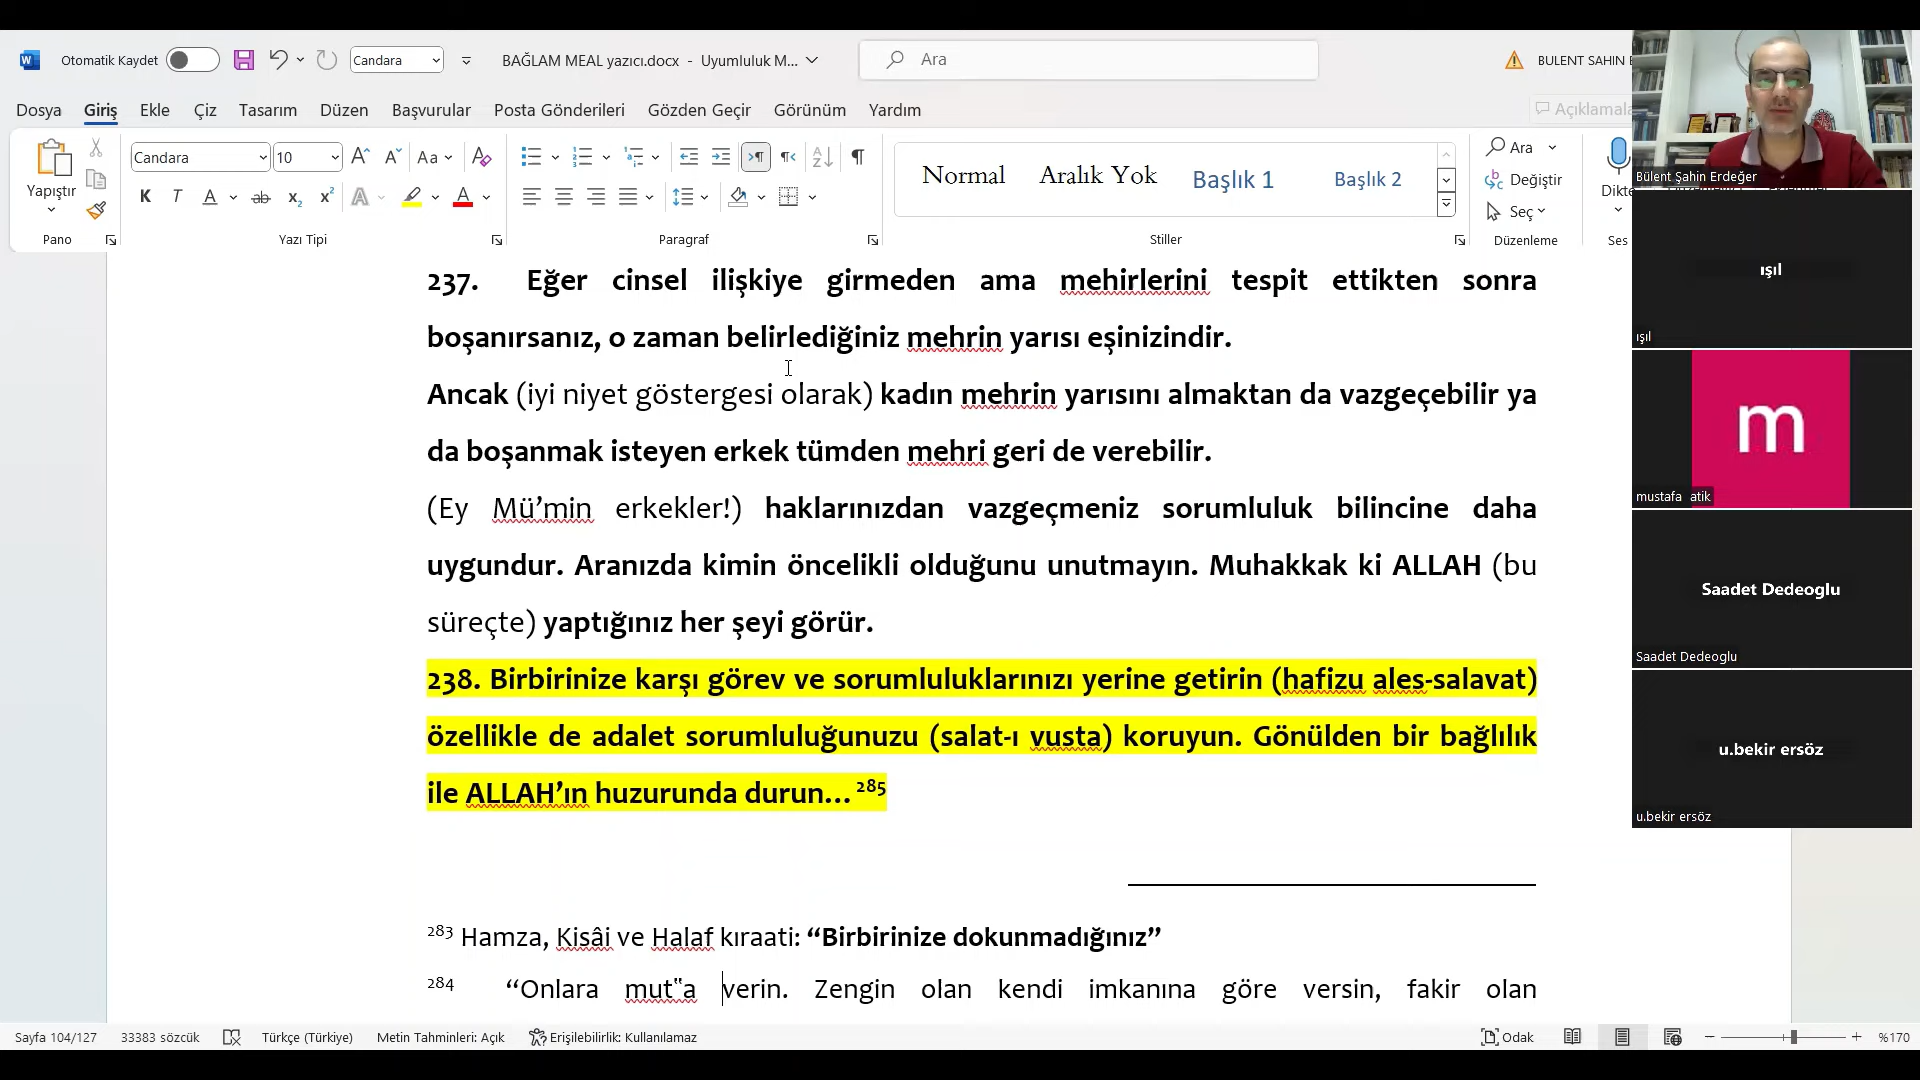 Otomatik Kaydet
Candara
BAĞLAM MEAL yazıcı.docx - Uyumluluk M...
Ara
BULENT SAHIN E
Dosya Giriş Ekle Çiz Tasarım Düzen Başvurular Posta Gönderileri Gözden Geçir Görünüm Yardım
Açıklamala
Yapıştır
Pano
Candara 10
Yazı Tipi
Paragraf
Normal Aralık Yok Başlık 1 Başlık 2
Stiller
Ara
Değiştir
Seç
Düzenleme
Dikte
Ses
237. Eğer cinsel ilişkiye girmeden ama mehirlerini tespit ettikten sonra
boşanırsanız, o zaman belirlediğiniz mehrin yarısı eşinizindir.
Ancak (iyi niyet göstergesi olarak) kadın mehrin yarısını almaktan da vazgeçebilir ya
da boşanmak isteyen erkek tümden mehri geri de verebilir.
(Ey Mü’min erkekler!) haklarınızdan vazgeçmeniz sorumluluk bilincine daha
uygundur. Aranızda kimin öncelikli olduğunu unutmayın. Muhakkak ki ALLAH (bu
süreçte) yaptığınız her şeyi görür.
238. Birbirinize karşı görev ve sorumluluklarınızı yerine getirin (hafizu ales-salavat)
özellikle de adalet sorumluluğunuzu (salat-ı vusta) koruyun. Gönülden bir bağlılık
ile ALLAH’ın huzurunda durun... 285
283 Hamza, Kisâi ve Halaf kıraati: “Birbirinize dokunmadığınız”
284 “Onlara mut‟a verin. Zengin olan kendi imkanına göre versin, fakir olan
Sayfa 104/127 33383 sözcük Türkçe (Türkiye) Metin Tahminleri: Açık Erişilebilirlik: Kullanılamaz
Odak
%170
Bülent Şahin Erdeğer
ışıl
ışıl
m
mustafa atik
Saadet Dedeoglu
Saadet Dedeoglu
u.bekir ersöz
u.bekir ersöz